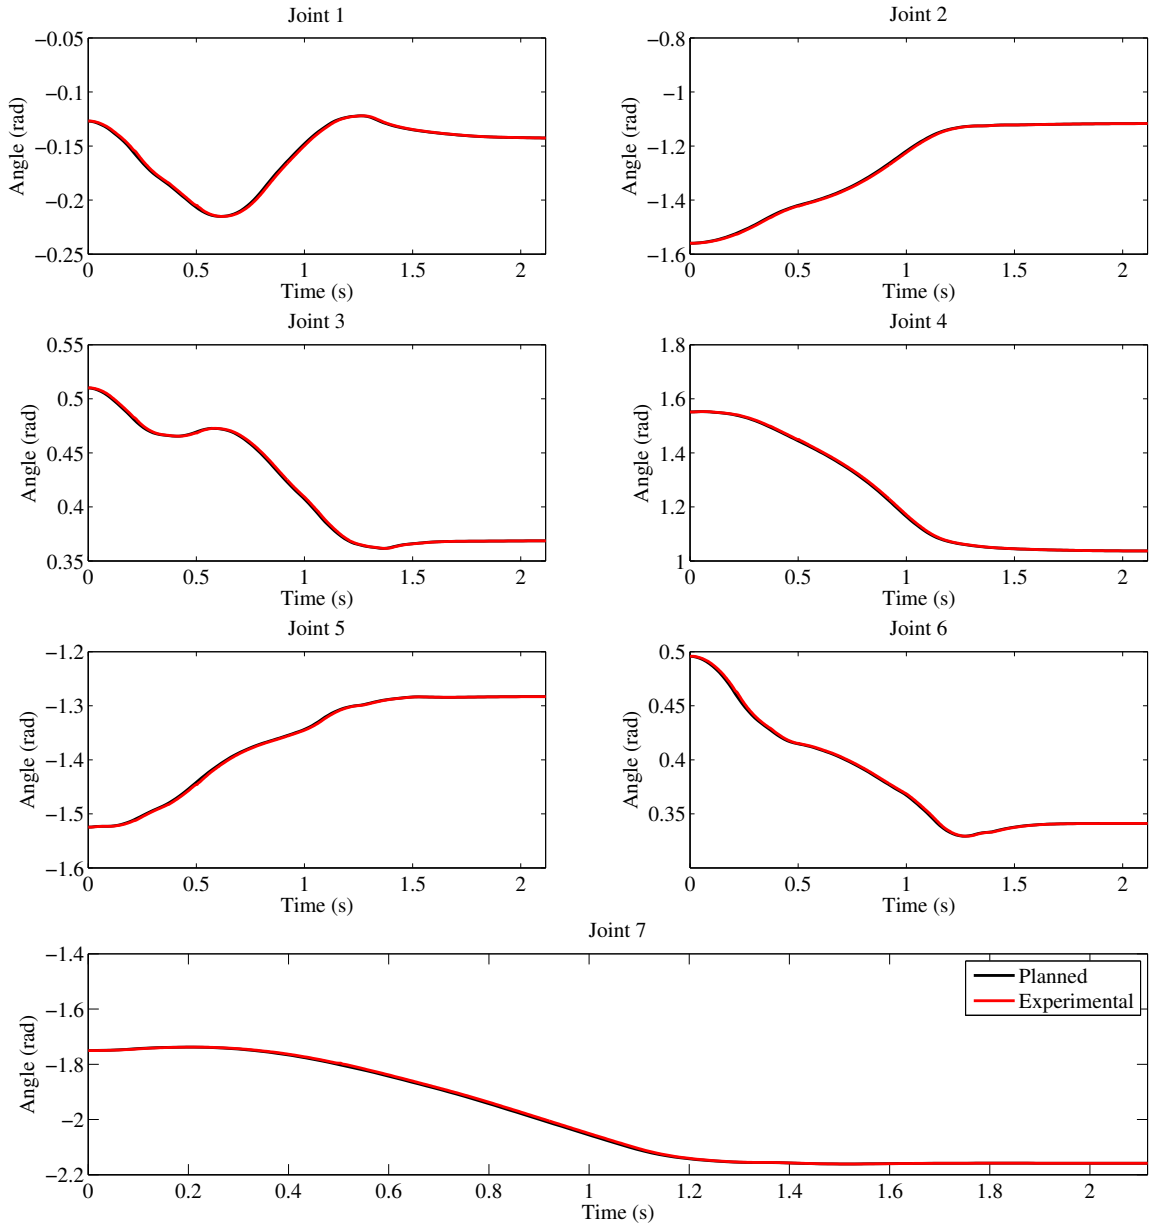 Joint 1
Joint 2
−0.05
−0.1
−0.15
−0.2
−0.25
Angle (rad)
0 0.5 1 1.5 2
Time (s)
−0.8
−1
−1.2
−1.4
−1.6
Angle (rad)
0 0.5 1 1.5 2
Time (s)
Joint 3
Joint 4
0.55
0.5
0.45
0.4
0.35
Angle (rad)
0 0.5 1 1.5 2
Time (s)
1.8
1.6
1.4
1.2
1
Angle (rad)
0 0.5 1 1.5 2
Time (s)
Joint 5
Joint 6
−1.2
−1.3
−1.4
−1.5
−1.6
Angle (rad)
0 0.5 1 1.5 2
Time (s)
0.5
0.45
0.4
0.35
Angle (rad)
0 0.5 1 1.5 2
Time (s)
Joint 7
−1.4
−1.6
−1.8
−2
−2.2
Angle (rad)
0 0.2 0.4 0.6 0.8 1 1.2 1.4 1.6 1.8 2
Time (s)
Planned
Experimental